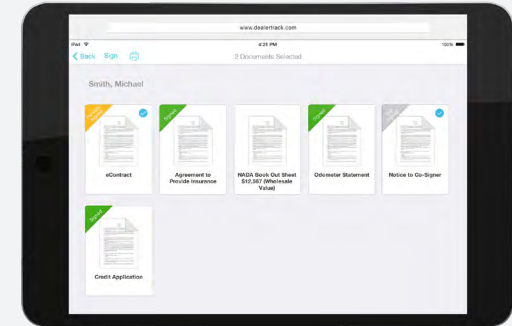 www.dealertrack.com
iPad
4:21 PM
100%
Back Sign
2 Documents Selected
Smith, Michael
eContract
Signed
Agreement to
Provide Insurance
NADA Book Out Sheet
$12,567 (Wholesale
Value)
Signed
Odometer Statement
Notice to Co-Signer
Signed
Credit Application